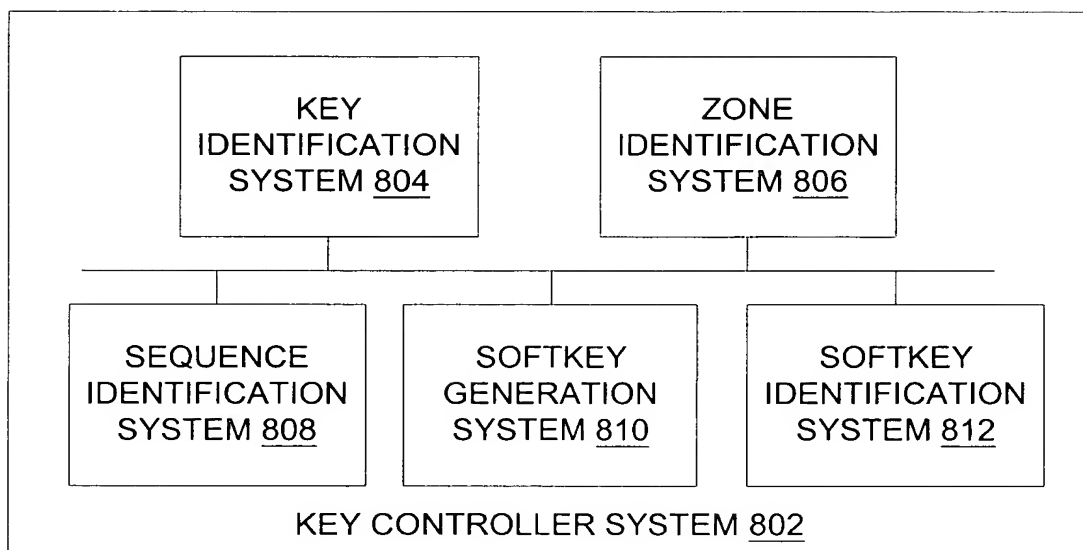 KEY
IDENTIFICATION
SYSTEM 804
ZONE
IDENTIFICATION
SYSTEM 806
SEQUENCE
IDENTIFICATION
SYSTEM 808
SOFTKEY
GENERATION
SYSTEM 810
SOFTKEY
IDENTIFICATION
SYSTEM 812
KEY CONTROLLER SYSTEM 802